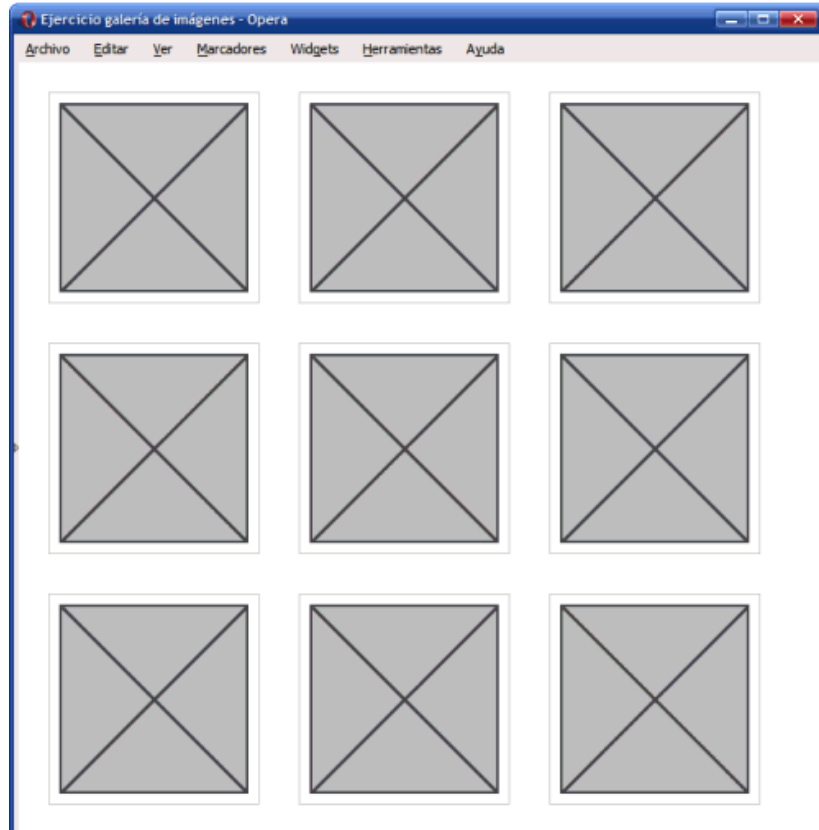 Ejercicio galería de imágenes - Opera
Archivo Editar Ver Marcadores Widgets Herramientas Ayuda